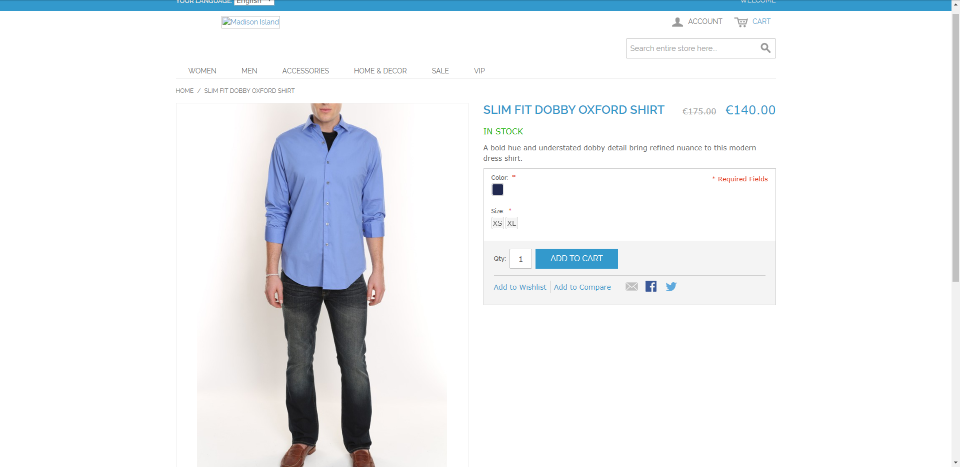 YOUR LANGUAGE: English
WELCOME
Madison Island
ACCOUNT
CART
Search entire store here...
WOMEN MEN ACCESSORIES HOME & DECOR SALE VIP
HOME / SLIM FIT DOBBY OXFORD SHIRT
SLIM FIT DOBBY OXFORD SHIRT €175.00 €140.00
IN STOCK
A bold hue and understated dobby detail bring refined nuance to this modern
dress shirt.
Color: *
* Required Fields
Size *
XS XL
Qty: 1 ADD TO CART
Add to Wishlist Add to Compare